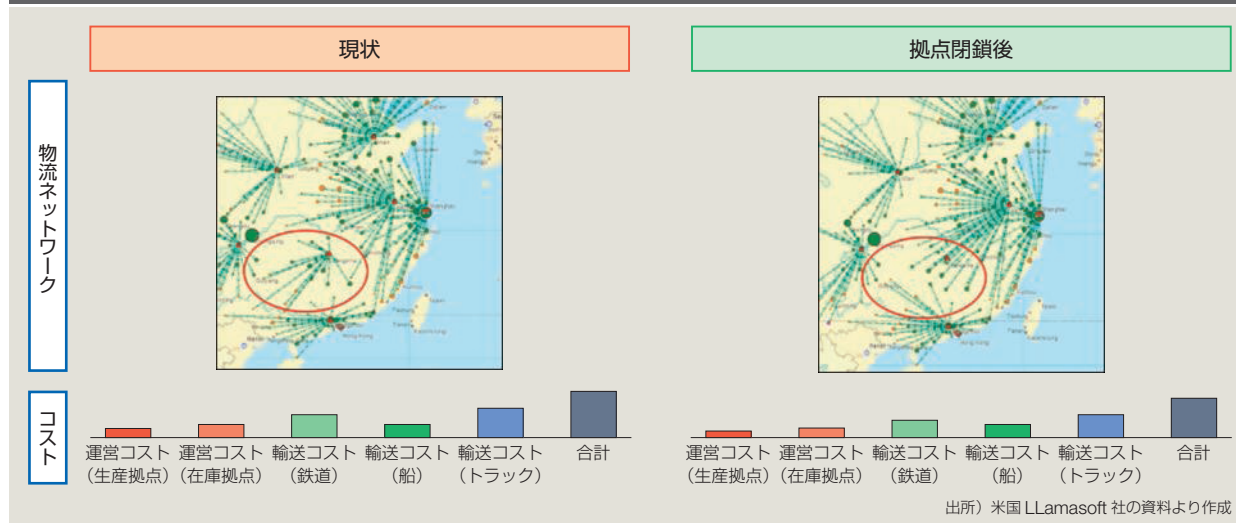 現状
拠点閉鎖後
物流ネットワーク
Shanghai
Shanghai
コスト
運営コスト
(生産拠点)
運営コスト
(在庫拠点)
輸送コスト
(鉄道)
輸送コスト
(船)
輸送コスト
(トラック)
合計
運営コスト
(生産拠点)
運営コスト
(在庫拠点)
輸送コスト
(鉄道)
輸送コスト
(船)
輸送コスト
(トラック)
合計
出所）米国 LLamasoft 社の資料より作成